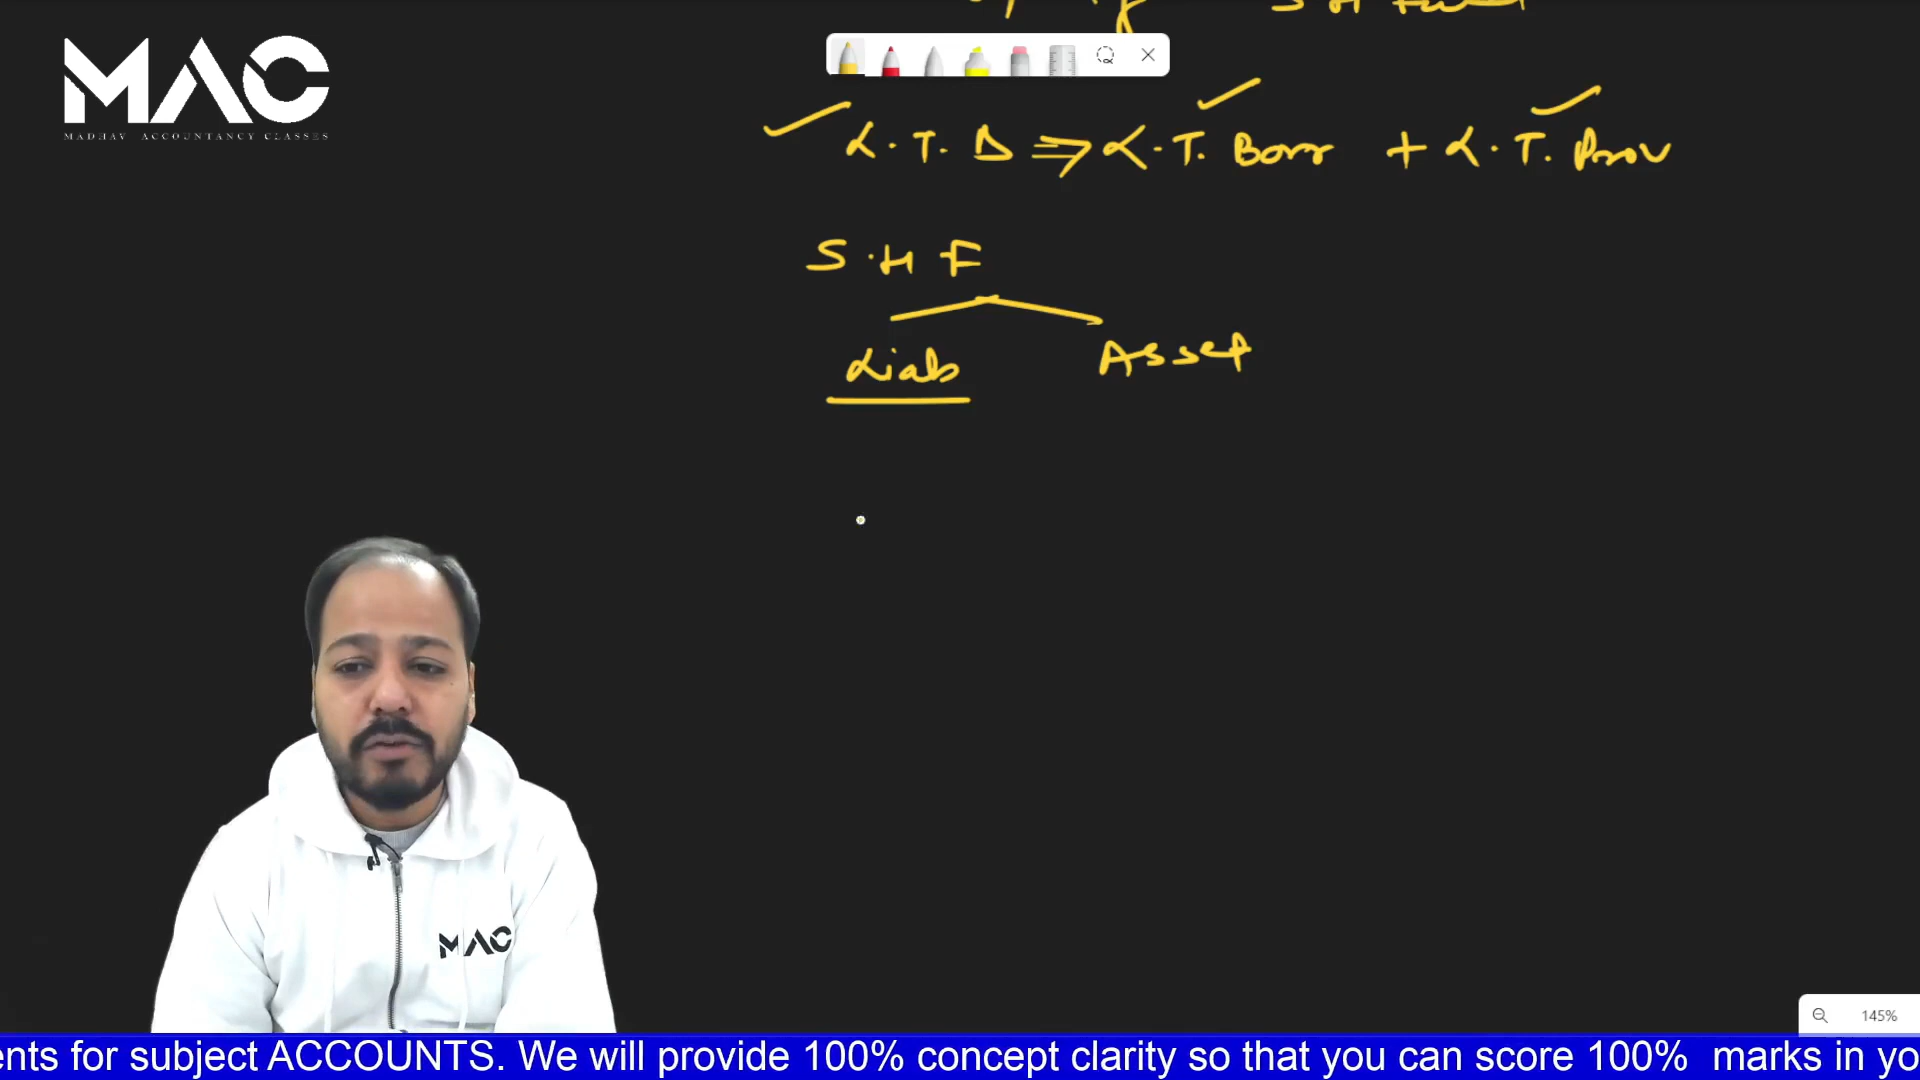 MAC
MADHAV ACCOUNTANCY CLASSES
L.T. D ⇒ L.T. Borr + L.T. Prov
S.H F
Liab Asset
MAC
145%
ents for subject ACCOUNTS. We will provide 100% concept clarity so that you can score 100% marks in yo